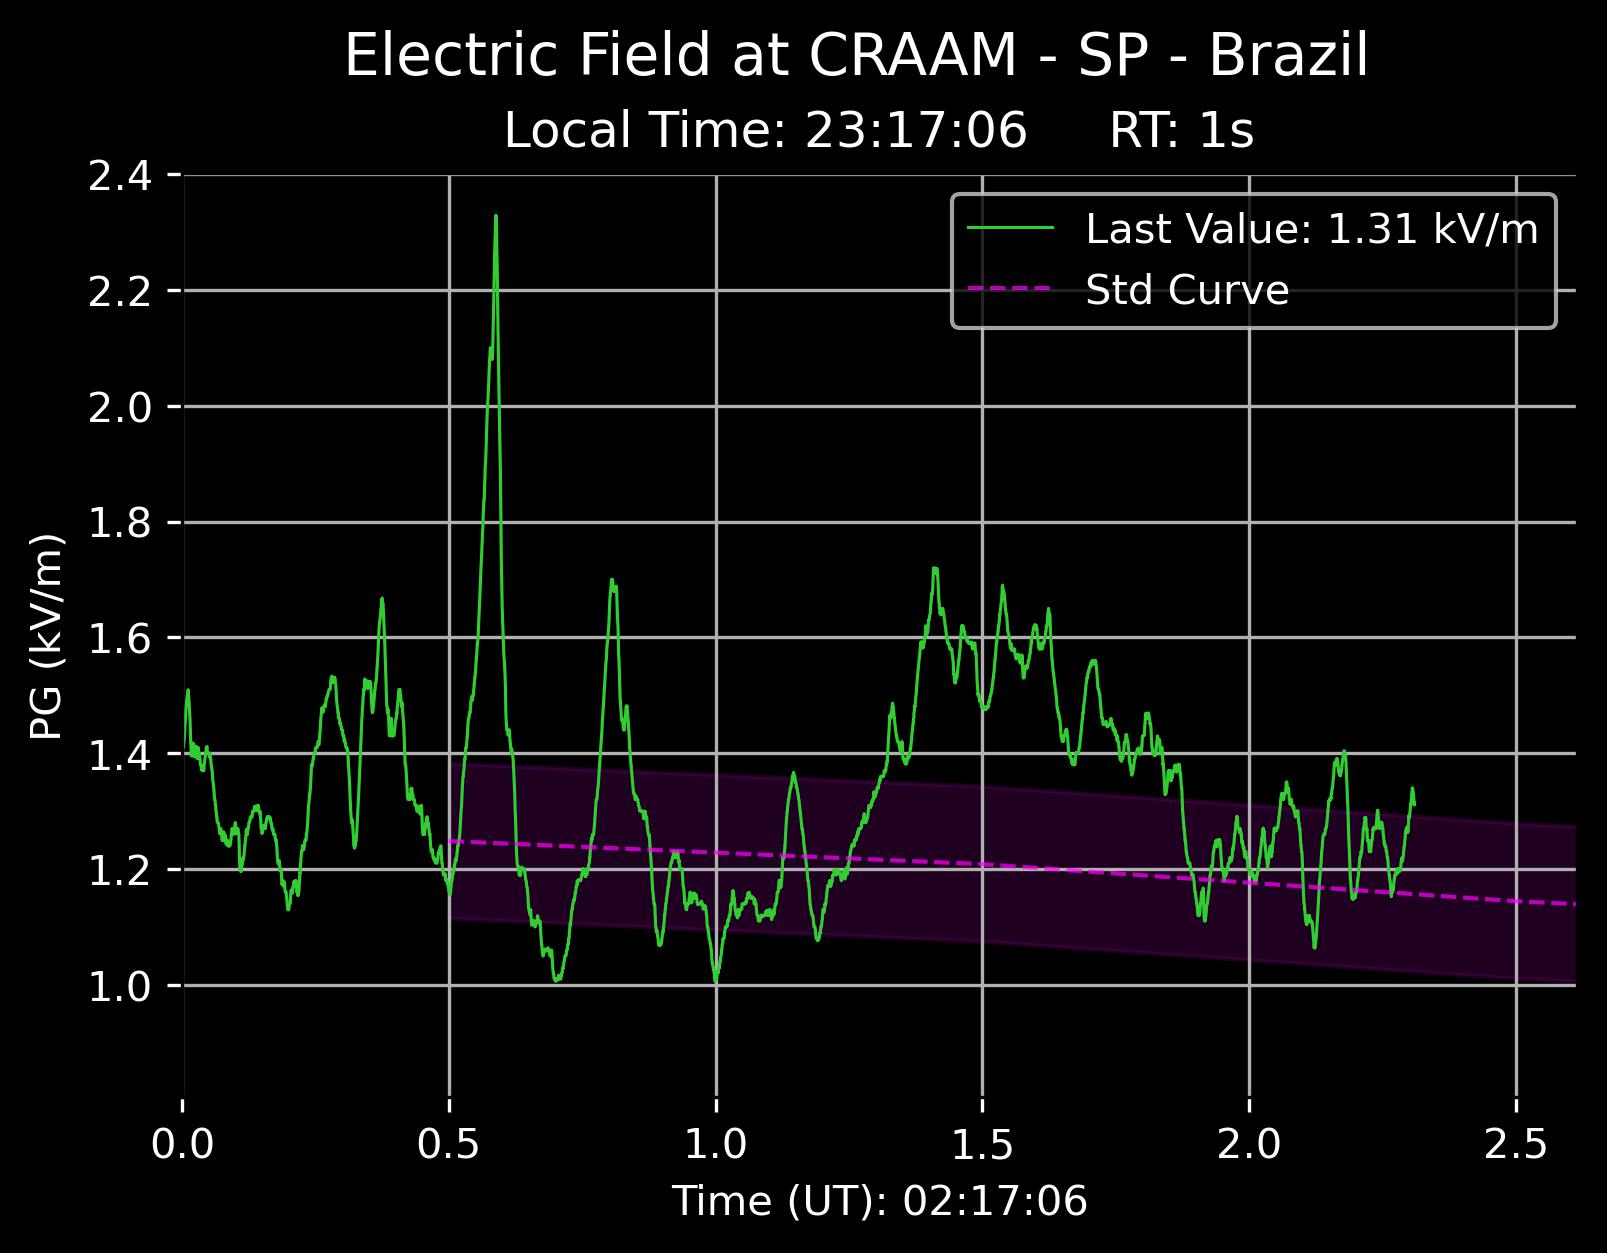 Electric Field at CRAAM - SP - Brazil
Local Time: 23:17:06 RT: 1s
Last Value: 1.31 kV/m
Std Curve
PG (kV/m)
2.4
2.2
2.0
1.8
1.6
1.4
1.2
1.0
0.0 0.5 1.0 1.5 2.0 2.5
Time (UT): 02:17:06